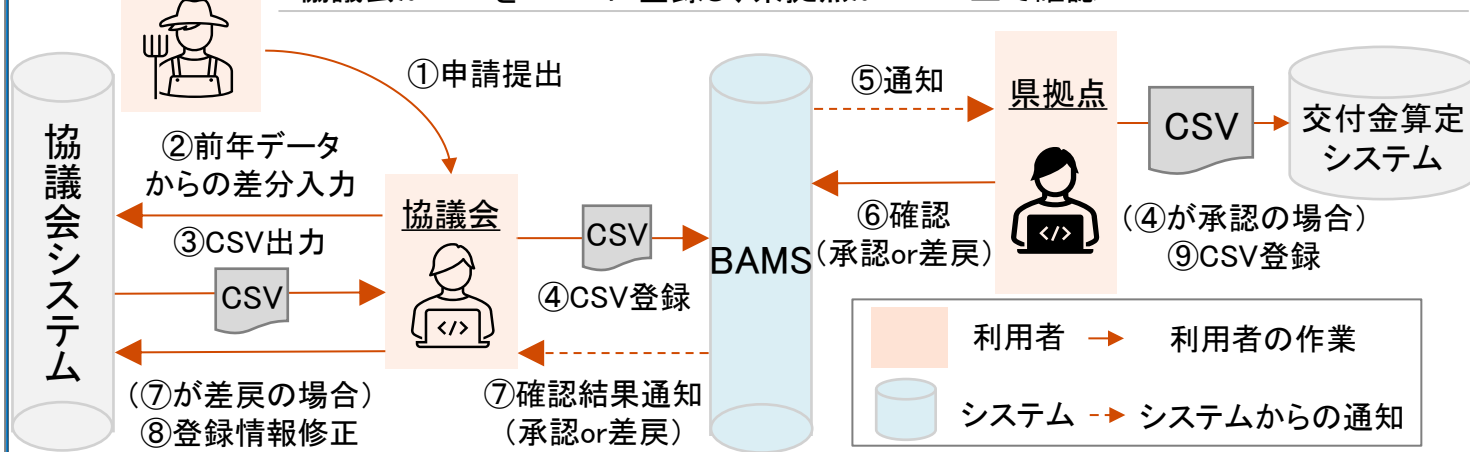 ①申請提出
協議会システム
②前年データ
からの差分入力
③CSV出力
CSV
協議会
</>
CSV
④CSV登録
(⑦が差戻の場合)
⑧登録情報修正
⑦確認結果通知
(承認or差戻)
BAMS
⑤通知
⑥確認
(承認or差戻)
県拠点
</>
CSV
交付金算定
システム
(④が承認の場合)
⑨CSV登録
利用者
利用者の作業
システム
システムからの通知